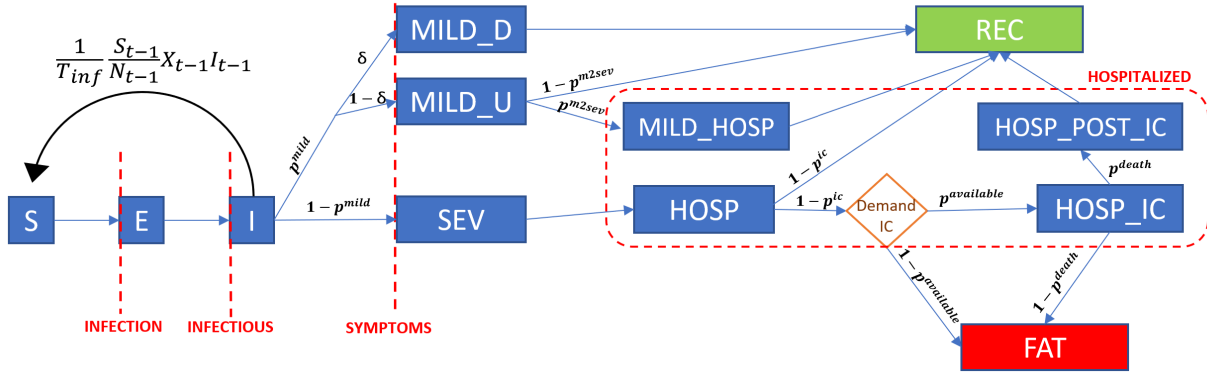 MILD_D
REC
1/T_inf S_{t−1}/N_{t−1} X_{t−1}I_{t−1}
δ
HOSPITALIZED
1 − δ
MILD_U
1 − p^{m2sev}
p^{m2sev}
MILD_HOSP
HOSP_POST_IC
p^{mild}
1 − p^{ic}
p^{death}
S
E
I
1 − p^{mild}
SEV
HOSP
1 − p^{ic}
Demand
IC
p^{available}
HOSP_IC
1 − p^{available}
1 − p^{death}
INFECTION
INFECTIOUS
SYMPTOMS
FAT